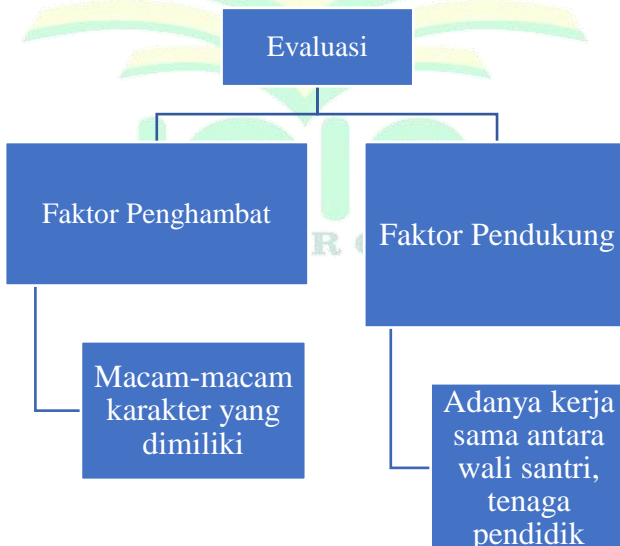 Evaluasi
Faktor Penghambat
Faktor Pendukung
Macam-macam
karakter yang
dimiliki
Adanya kerja
sama antara
wali santri,
tenaga
pendidik